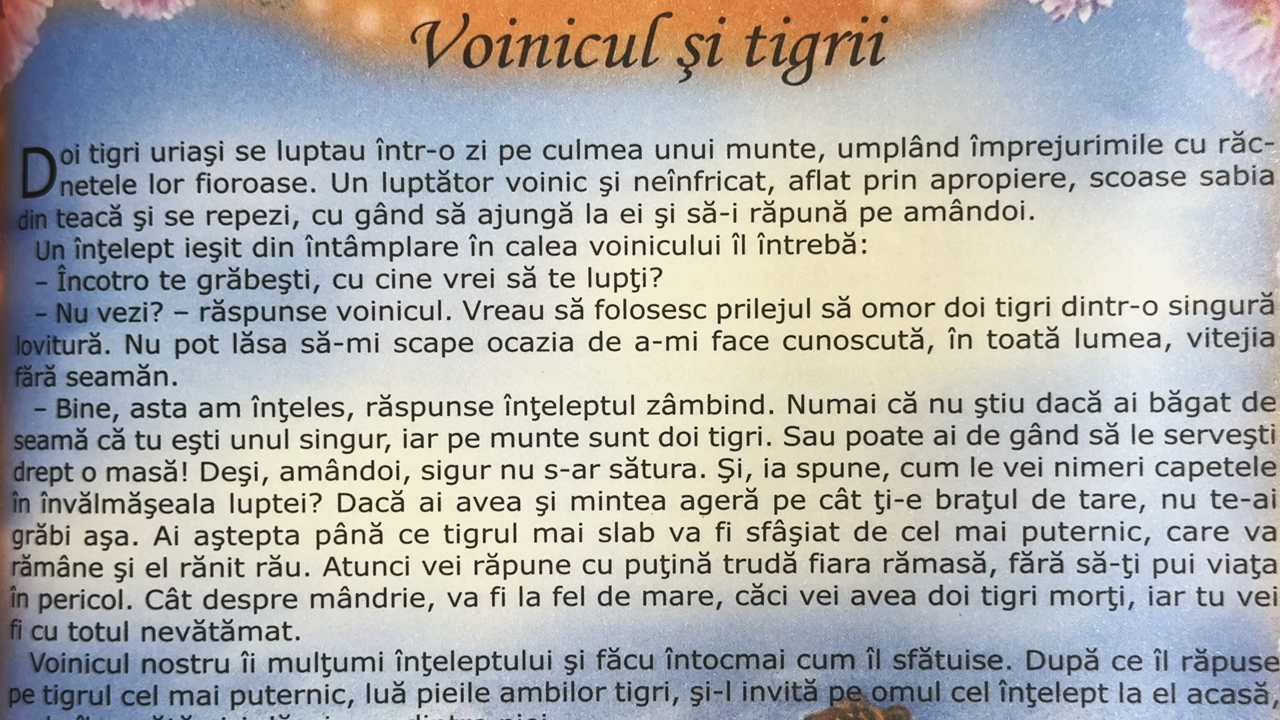 Voinicul şi tigrii
Doi tigri uriaşi se luptau într-o zi pe culmea unui munte, umplând împrejurimile cu răc-
netele lor fioroase. Un luptător voinic şi neînfricat, aflat prin apropiere, scoase sabia
din teacă şi se repezi, cu gând să ajungă la ei şi să-i răpună pe amândoi.
Un înţelept ieşit din întâmplare în calea voinicului îl întrebă:
– Încotro te grăbeşti, cu cine vrei să te lupţi?
– Nu vezi? – răspunse voinicul. Vreau să folosesc prilejul să omor doi tigri dintr-o singură
lovitură. Nu pot lăsa să-mi scape ocazia de a-mi face cunoscută, în toată lumea, vitejia
fără seamăn.
– Bine, asta am înţeles, răspunse înţeleptul zâmbind. Numai că nu ştiu dacă ai băgat de
seamă că tu eşti unul singur, iar pe munte sunt doi tigri. Sau poate ai de gând să le serveşti
drept o masă! Deşi, amândoi, sigur nu s-ar sătura. Şi, ia spune, cum le vei nimeri capetele
în învălmăşeala luptei? Dacă ai avea şi mintea ageră pe cât ţi-e braţul de tare, nu te-ai
grăbi aşa. Ai aştepta până ce tigrul mai slab va fi sfâşiat de cel mai puternic, care va
rămâne şi el rănit rău. Atunci vei răpune cu puţină trudă fiara rămasă, fără să-ţi pui viaţa
în pericol. Cât despre mândrie, va fi la fel de mare, căci vei avea doi tigri morţi, iar tu vei
fi cu totul nevătămat.
Voinicul nostru îi mulţumi înţeleptului şi făcu întocmai cum îl sfătuise. După ce îl răpuse
pe tigrul cel mai puternic, luă pieile ambilor tigri, şi-l invită pe omul cel înţelept la el acasă,